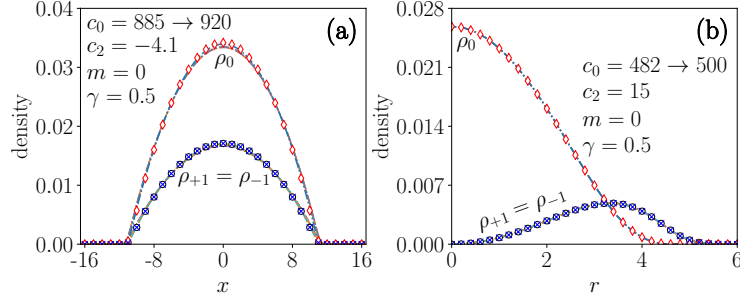 (a)
c₀ = 885 → 920
c₂ = −4.1
m = 0
γ = 0.5
ρ₀
ρ₊₁ = ρ₋₁
density
0.04
0.03
0.02
0.01
0.00
-16
-8
0
8
16
x
(b)
ρ₀
c₀ = 482 → 500
c₂ = 15
m = 0
γ = 0.5
ρ₊₁ = ρ₋₁
density
0.028
0.021
0.014
0.007
0.000
0
2
4
6
r